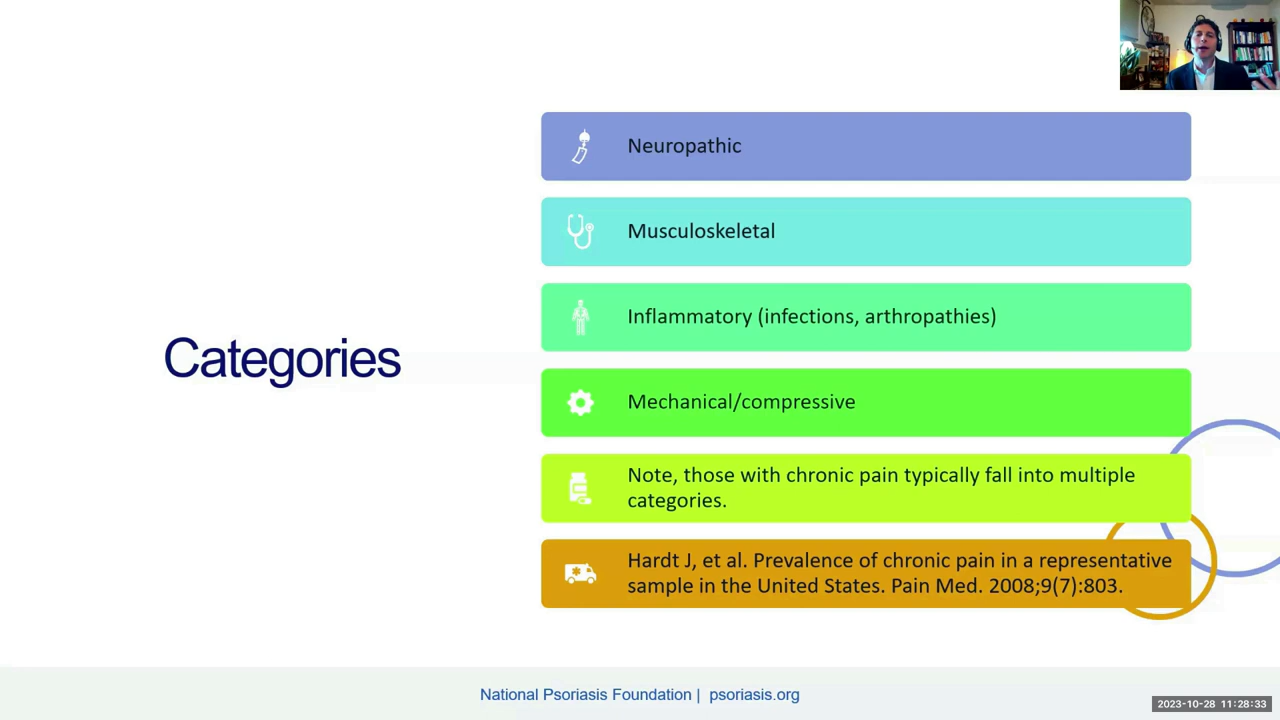 Categories
Neuropathic
Musculoskeletal
Inflammatory (infections, arthropathies)
Mechanical/compressive
Note, those with chronic pain typically fall into multiple
categories.
Hardt J, et al. Prevalence of chronic pain in a representative
sample in the United States. Pain Med. 2008;9(7):803.
National Psoriasis Foundation | psoriasis.org
2023-10-28 11:28:33